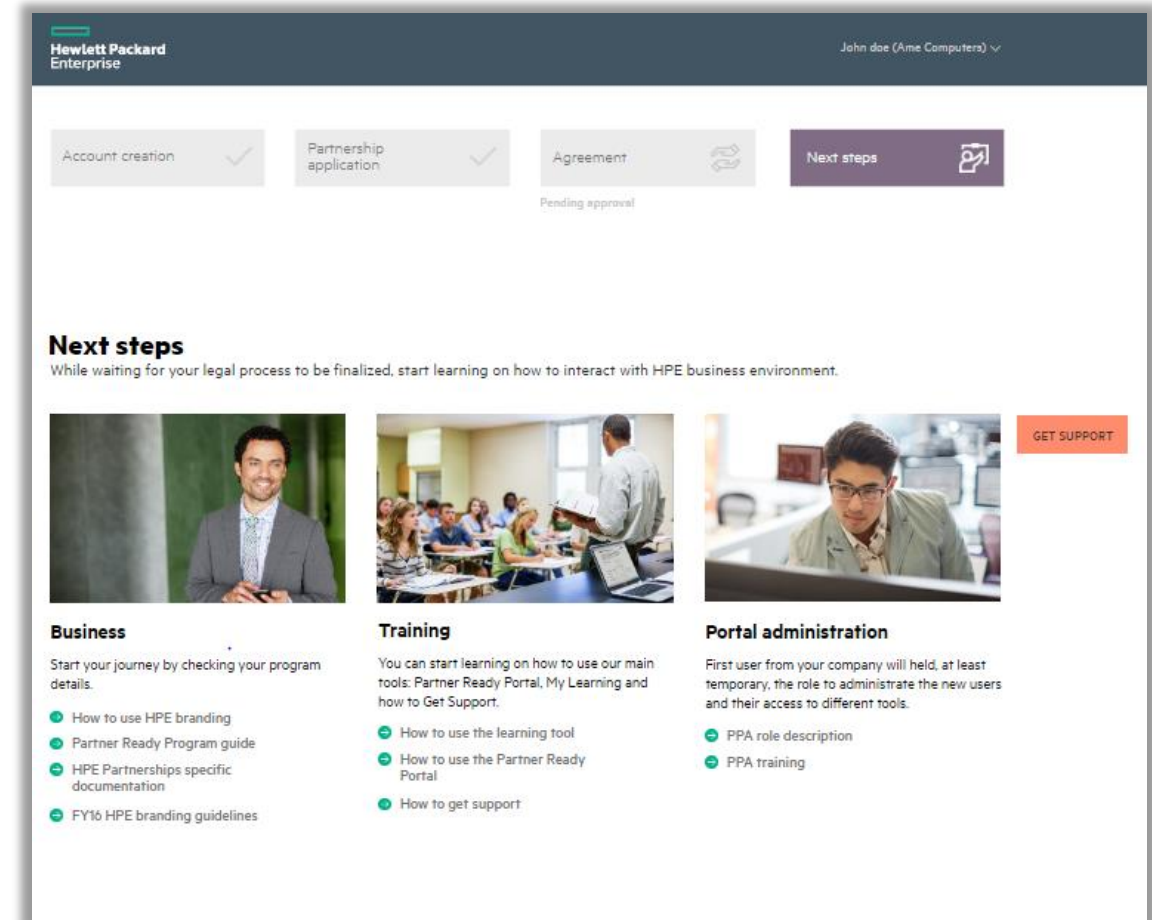 Hewlett Packard
Enterprise
John doe (Ame Computers)
Account creation
Partnership
application
Agreement
Next steps
Pending approval
Next steps
While waiting for your legal process to be finalized, start learning on how to interact with HPE business environment.
GET SUPPORT
Business
Start your journey by checking your program
details.
How to use HPE branding
Partner Ready Program guide
HPE Partnerships specific
documentation
FY16 HPE branding guidelines
Training
You can start learning on how to use our main
tools: Partner Ready Portal, My Learning and
how to Get Support.
How to use the learning tool
How to use the Partner Ready
Portal
How to get support
Portal administration
First user from your company will held, at least
temporary, the role to administrate the new users
and their access to different tools.
PPA role description
PPA training